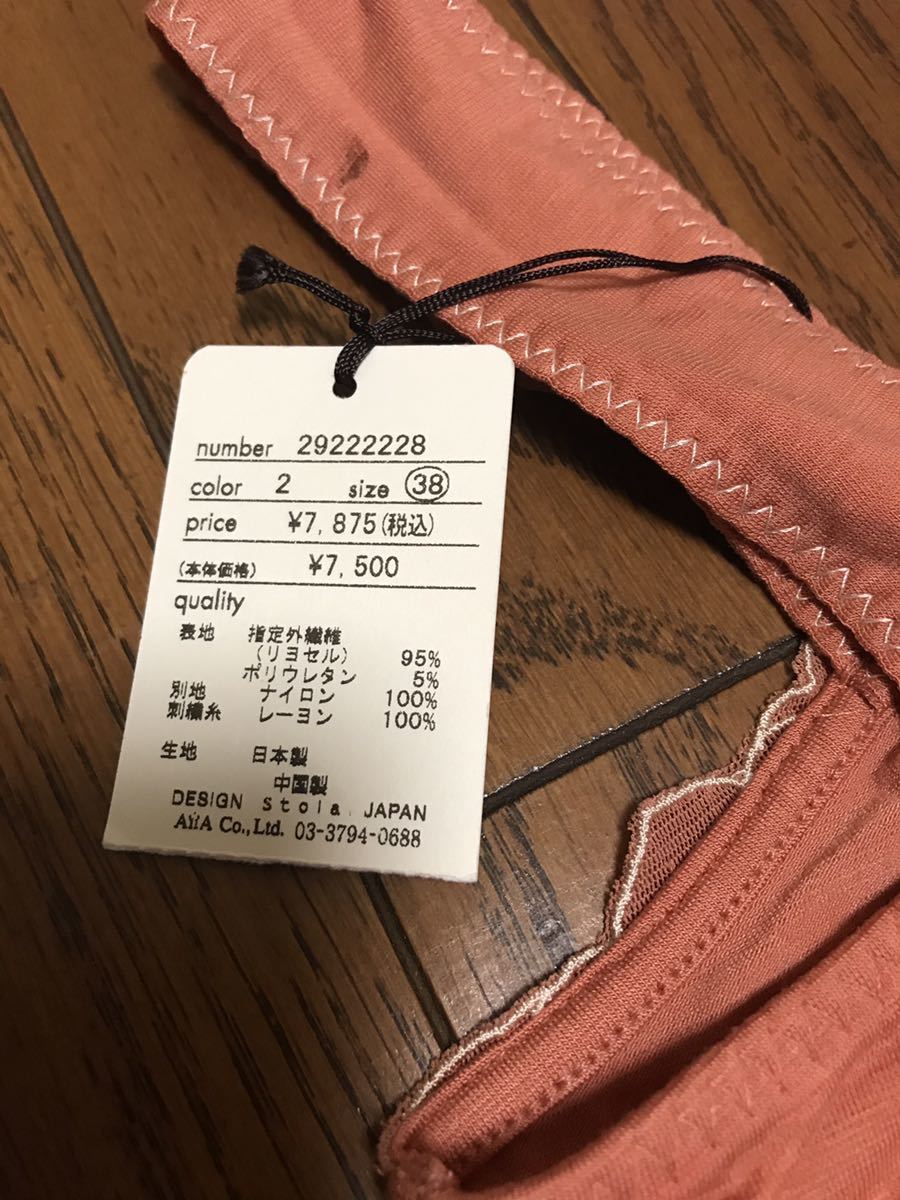 number 29222228
color 2 size 38
price ¥7,875(税込)
(本体価格) ¥7,500
quality
表地 指定外繊維
(リヨセル) 95%
ポリウレタン 5%
別地 ナイロン 100%
刺繍糸 レーヨン 100%
生地 日本製
中国製
DESIGN Stola. JAPAN
AｉfA Co.,Ltd. 03-3794-0688